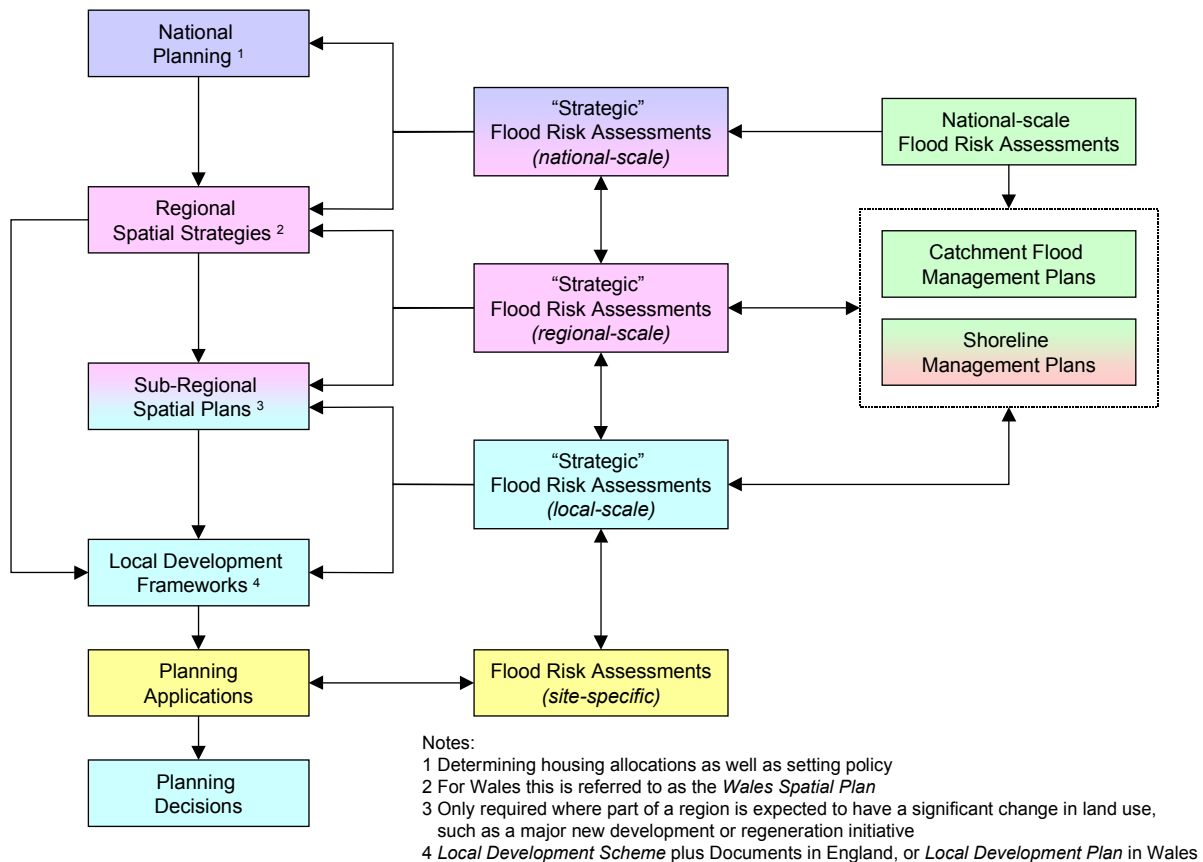 National
Planning ¹
"Strategic"
Flood Risk Assessments
(national-scale)
National-scale
Flood Risk Assessments
Regional
Spatial Strategies ²
Catchment Flood
Management Plans
"Strategic"
Flood Risk Assessments
(regional-scale)
Shoreline
Management Plans
Sub-Regional
Spatial Plans ³
"Strategic"
Flood Risk Assessments
(local-scale)
Local Development
Frameworks ⁴
Planning
Applications
Flood Risk Assessments
(site-specific)
Planning
Decisions
Notes:
1 Determining housing allocations as well as setting policy
2 For Wales this is referred to as the Wales Spatial Plan
3 Only required where part of a region is expected to have a significant change in land use,
such as a major new development or regeneration initiative
4 Local Development Scheme plus Documents in England, or Local Development Plan in Wales